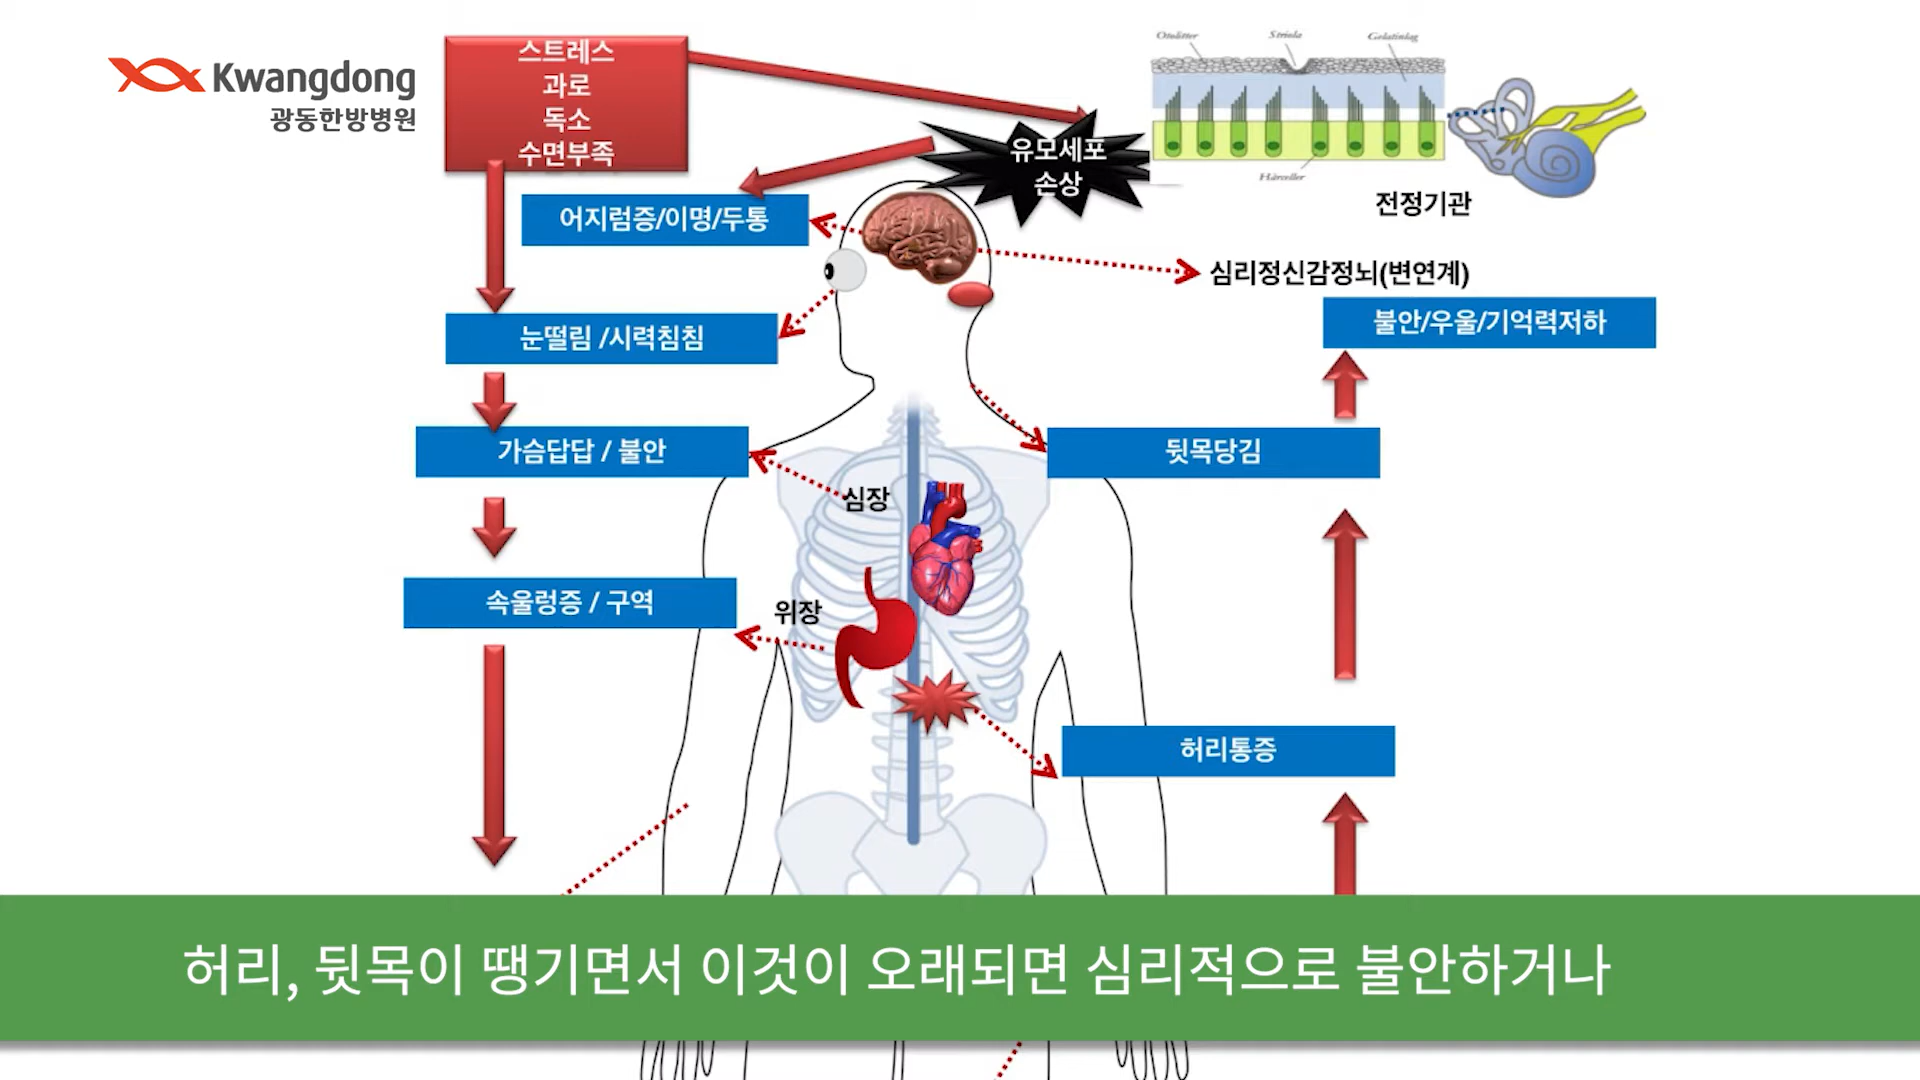 Kwangdong
광동한방병원
스트레스
과로
독소
수면부족
Otolitter
Striola
Gelatinlag
유모세포
손상
Hårceller
전정기관
어지럼증/이명/두통
심리정신감정뇌(변연계)
불안/우울/기억력저하
눈떨림 /시력침침
가슴답답 / 불안
뒷목당김
심장
속울렁증 / 구역
위장
허리통증
허리, 뒷목이 땡기면서 이것이 오래되면 심리적으로 불안하거나